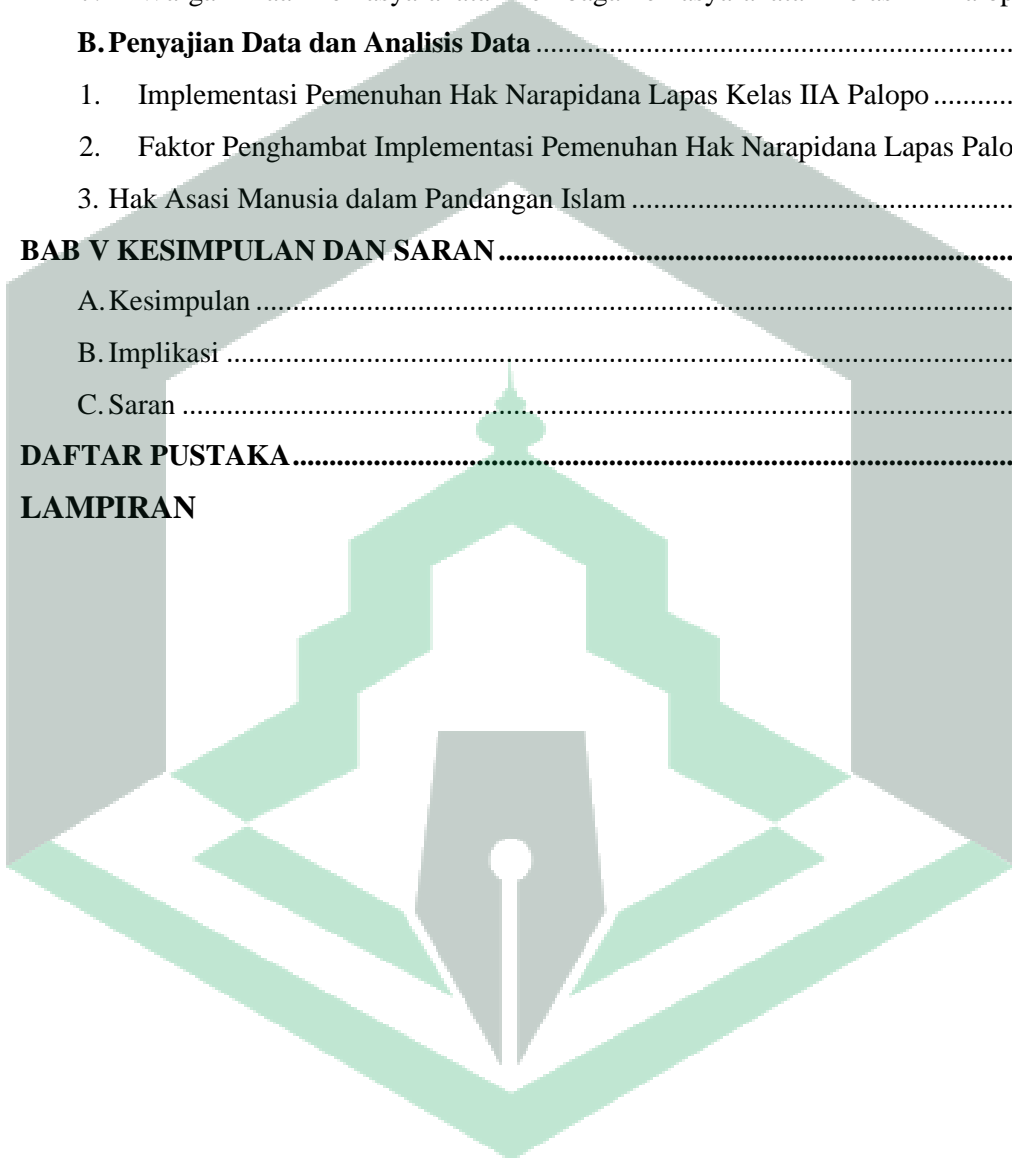 B. Penyajian Data dan Analisis Data ........................................................
1. Implementasi Pemenuhan Hak Narapidana Lapas Kelas IIA Palopo ............
2. Faktor Penghambat Implementasi Pemenuhan Hak Narapidana Lapas
3. Hak Asasi Manusia dalam Pandangan Islam ........................................................
BAB V KESIMPULAN DAN SARAN ........................................................
A. Kesimpulan ........................................................
B. Implikasi ........................................................
C. Saran ........................................................
DAFTAR PUSTAKA ........................................................
LAMPIRAN